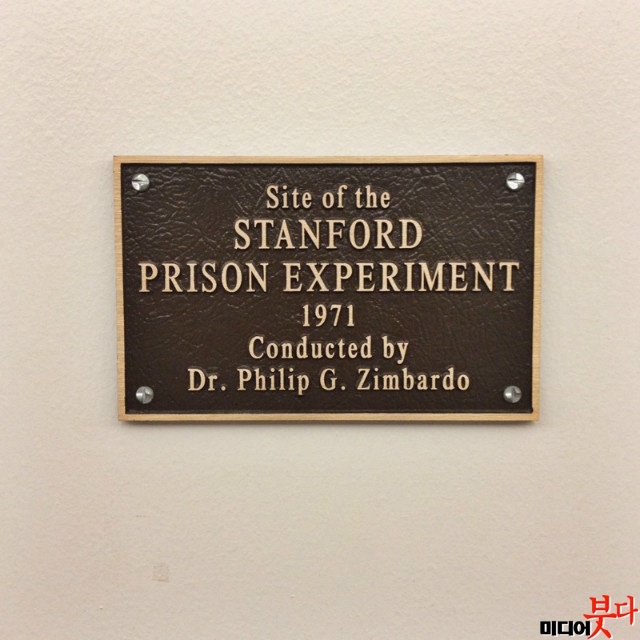 Site of the
STANFORD
PRISON EXPERIMENT
1971
Conducted by
Dr. Philip G. Zimbardo
미디어붓다